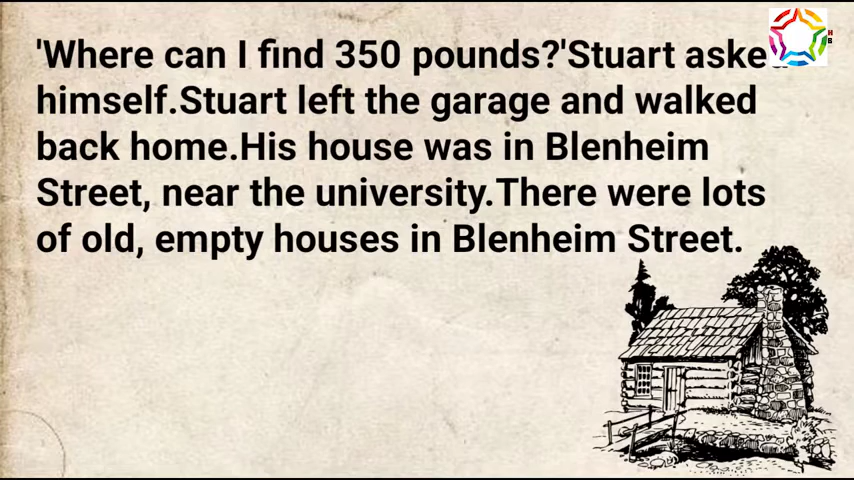 'Where can I find 350 pounds?'Stuart asked
himself.Stuart left the garage and walked
back home.His house was in Blenheim
Street, near the university.There were lots
of old, empty houses in Blenheim Street.
H
B